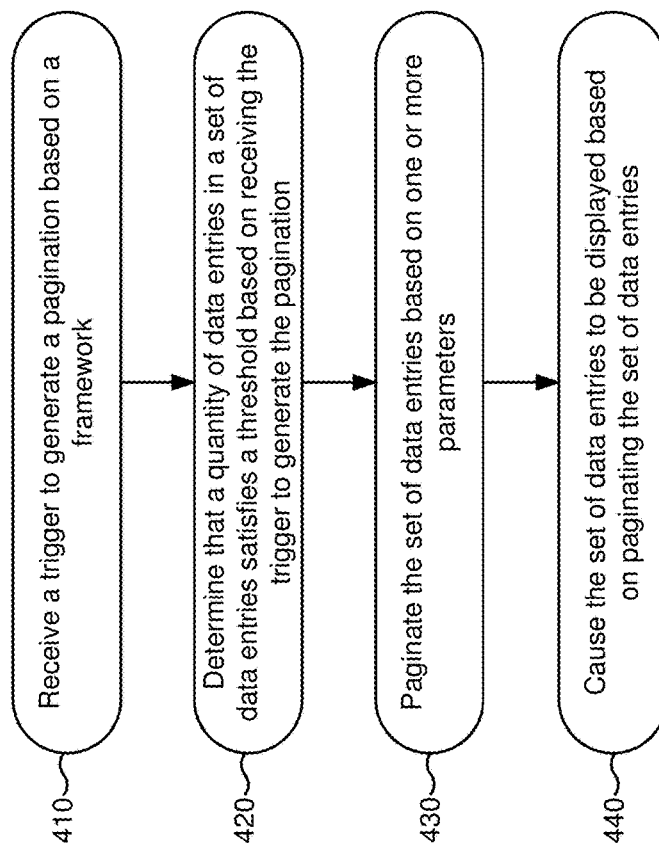 410
Receive a trigger to generate a pagination based on a
framework
420
Determine that a quantity of data entries in a set of
data entries satisfies a threshold based on receiving the
trigger to generate the pagination
430
Paginate the set of data entries based on one or more
parameters
440
Cause the set of data entries to be displayed based
on paginating the set of data entries